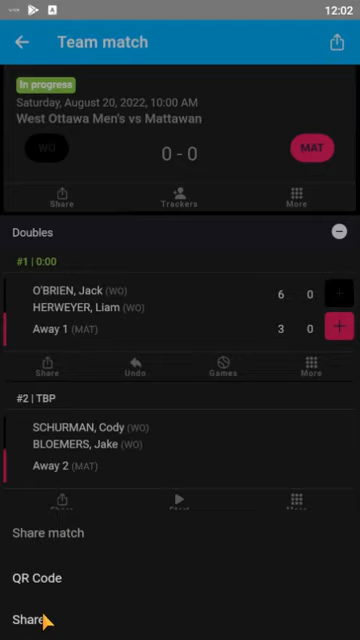 12:02
Team match
In progress
Saturday, August 20, 2022, 10:00 AM
West Ottawa Men's vs Mattawan
WO 0 - 0 MAT
Share Trackers More
Doubles
#1 | 0:00
O'BRIEN, Jack (WO) 6 0 +
HERWEYER, Liam (WO)
Away 1 (MAT) 3 0 +
Share Undo Games More
#2 | TBP
SCHURMAN, Cody (WO)
BLOEMERS, Jake (WO)
Away 2 (MAT)
Share Start More
Share match
QR Code
Share